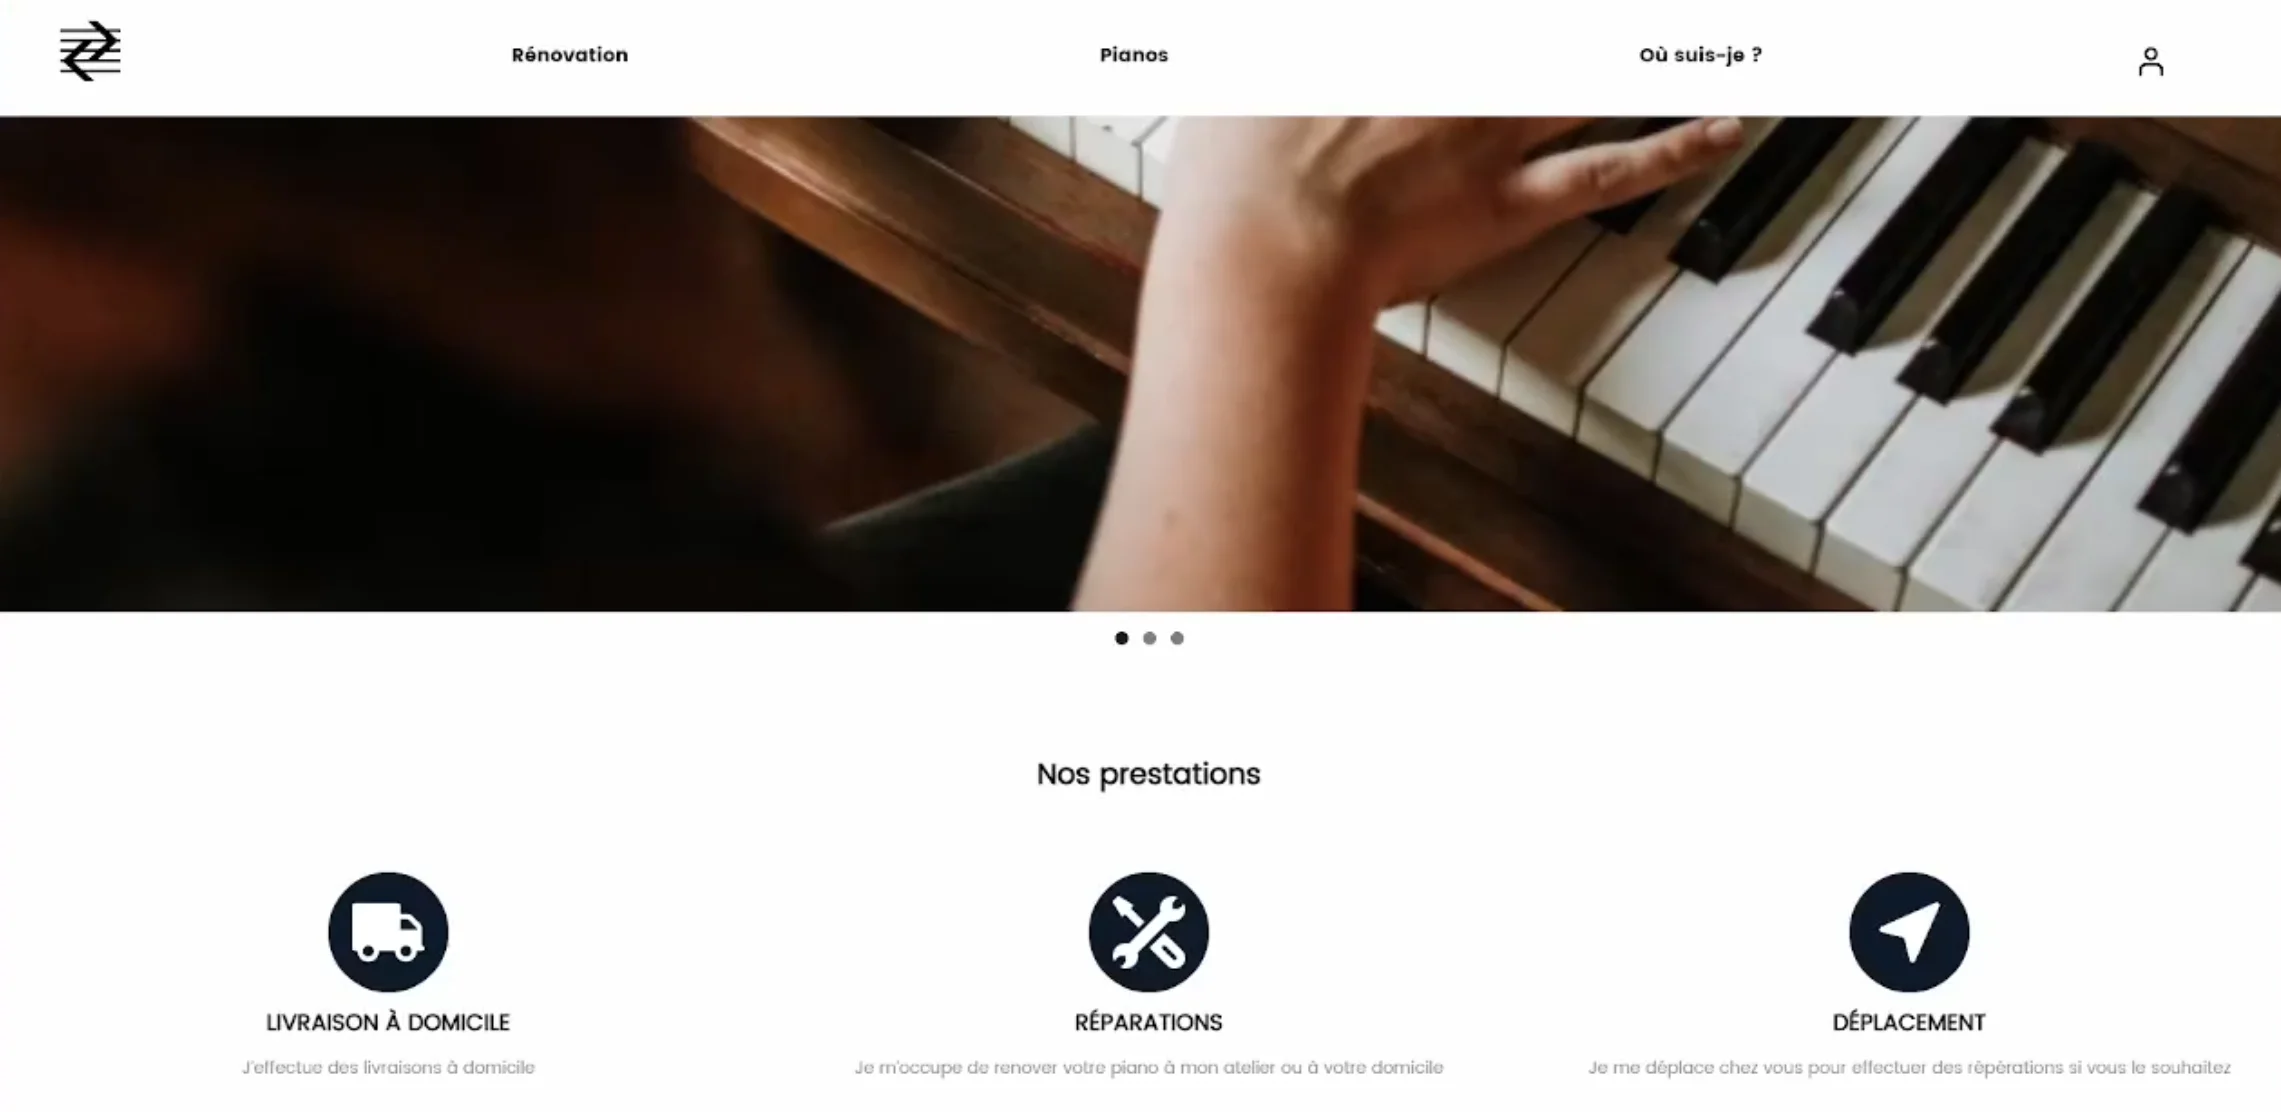 Rénovation
Pianos
Où suis-je ?
Nos prestations
LIVRAISON À DOMICILE
J'effectue des livraisons à domicile
RÉPARATIONS
Je m'occupe de renover votre piano à mon atelier ou à votre domicile
DÉPLACEMENT
Je me déplace chez vous pour effectuer des répérations si vous le souhaitez